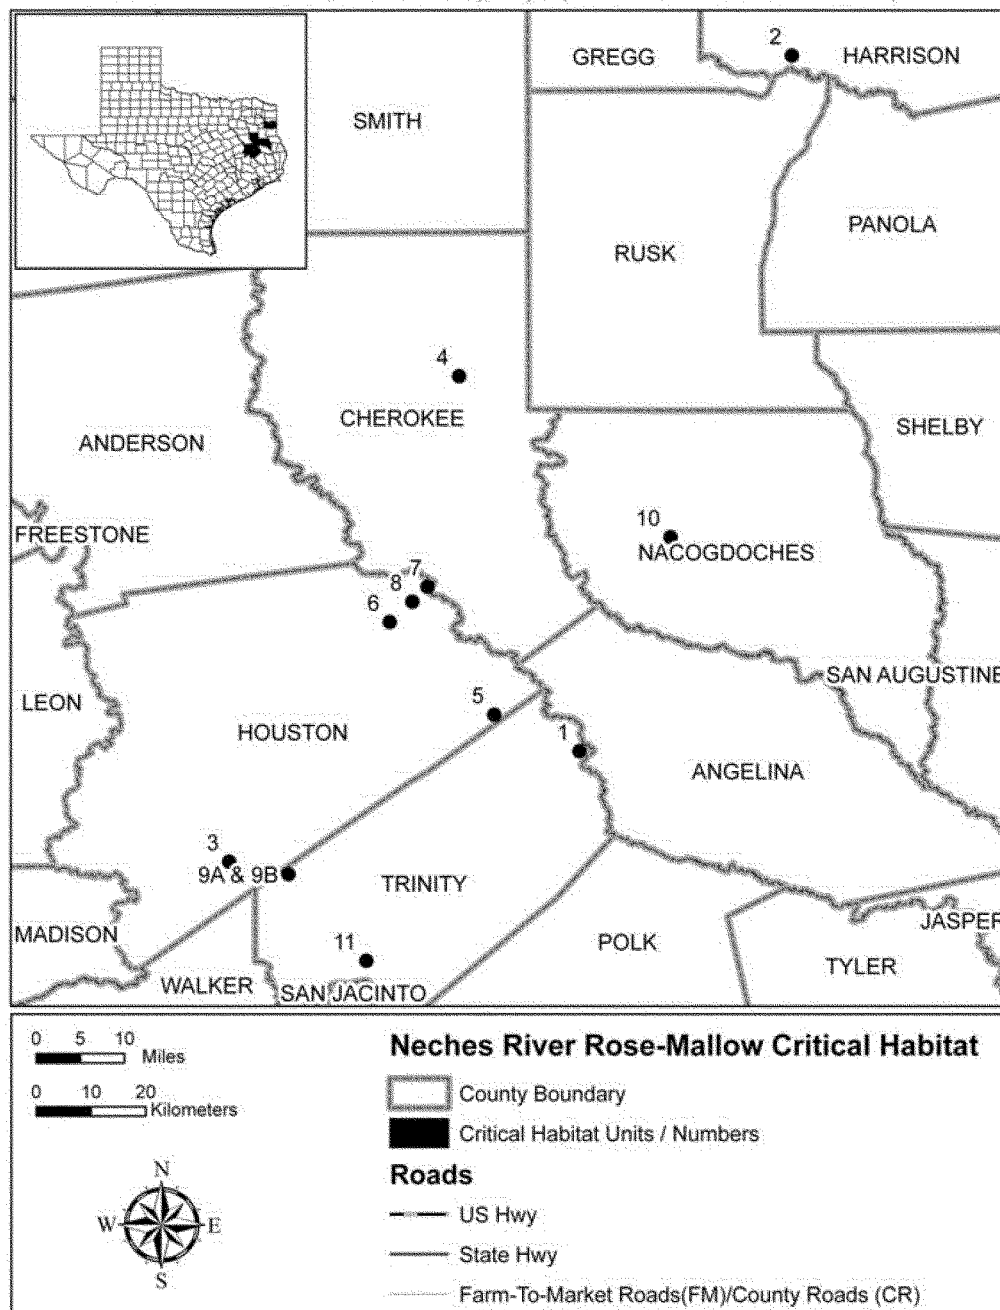 2
GREGG
HARRISON
SMITH
PANOLA
RUSK
4
CHEROKEE
SHELBY
ANDERSON
10
FREESTONE
NACOGDOCHES
7
8
6
SAN AUGUSTINE
LEON
5
HOUSTON
1
ANGELINA
3
9A & 9B
TRINITY
JASPER
MADISON
11
POLK
TYLER
WALKER
SAN JACINTO
0 5 10
Miles
0 10 20
Kilometers
N
W E
S
Neches River Rose-Mallow Critical Habitat
County Boundary
Critical Habitat Units / Numbers
Roads
US Hwy
State Hwy
Farm-To-Market Roads(FM)/County Roads (CR)